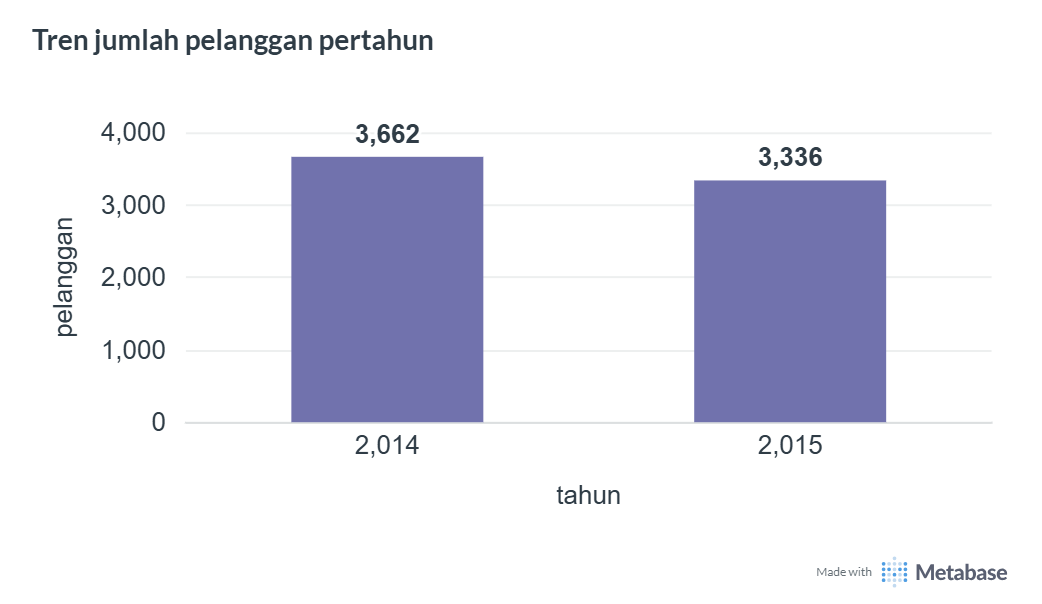 Tren jumlah pelanggan pertahun
4,000
3,000
2,000
1,000
0
pelanggan
3,662
3,336
2,014
2,015
tahun
Made with Metabase